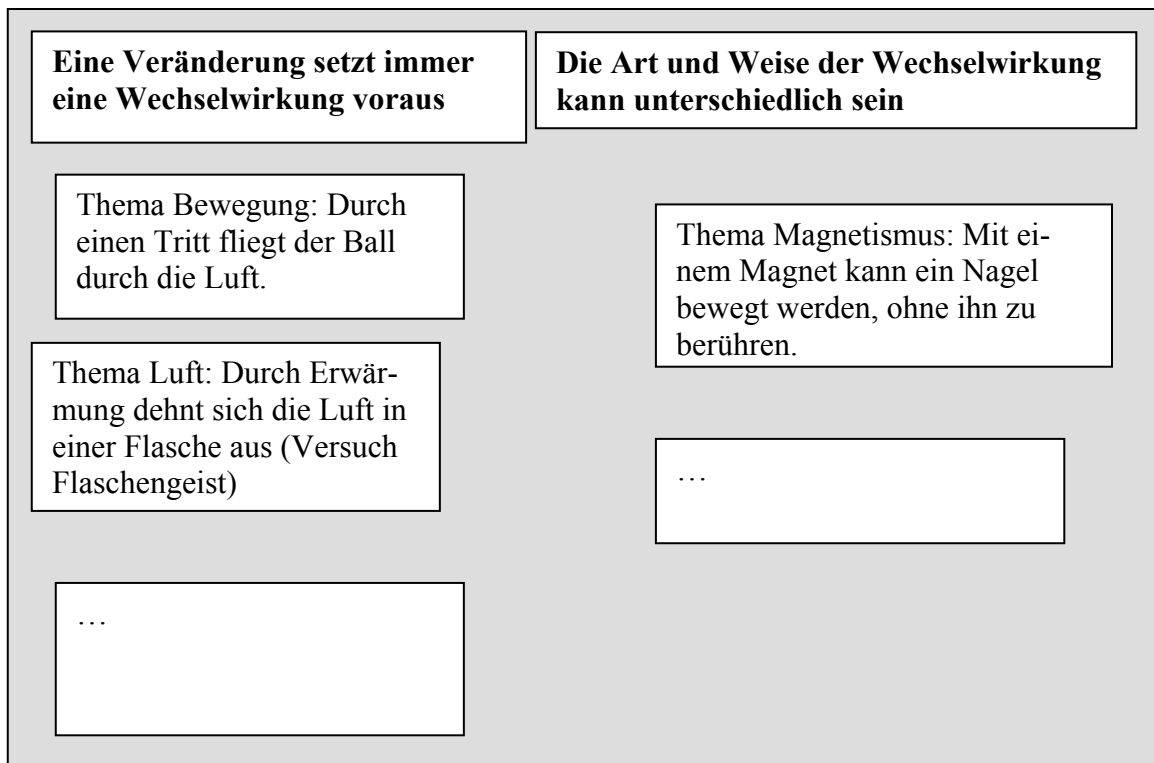 Eine Veränderung setzt immer
eine Wechselwirkung voraus
Die Art und Weise der Wechselwirkung
kann unterschiedlich sein
Thema Bewegung: Durch
einen Tritt fliegt der Ball
durch die Luft.
Thema Luft: Durch Erwär-
mung dehnt sich die Luft in
einer Flasche aus (Versuch
Flaschengeist)
…
Thema Magnetismus: Mit ei-
nem Magnet kann ein Nagel
bewegt werden, ohne ihn zu
berühren.
…